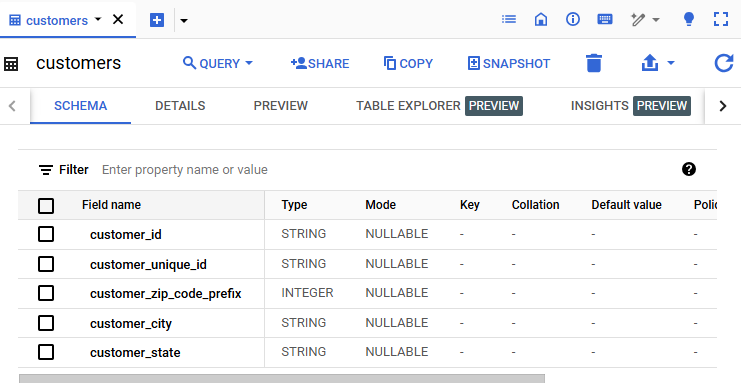 customers
customers QUERY SHARE COPY SNAPSHOT
SCHEMA DETAILS PREVIEW TABLE EXPLORER PREVIEW INSIGHTS PREVIEW
Filter Enter property name or value
Field name Type Mode Key Collation Default value Polic
customer_id STRING NULLABLE - - - -
customer_unique_id STRING NULLABLE - - - -
customer_zip_code_prefix INTEGER NULLABLE - - - -
customer_city STRING NULLABLE - - - -
customer_state STRING NULLABLE - - - -